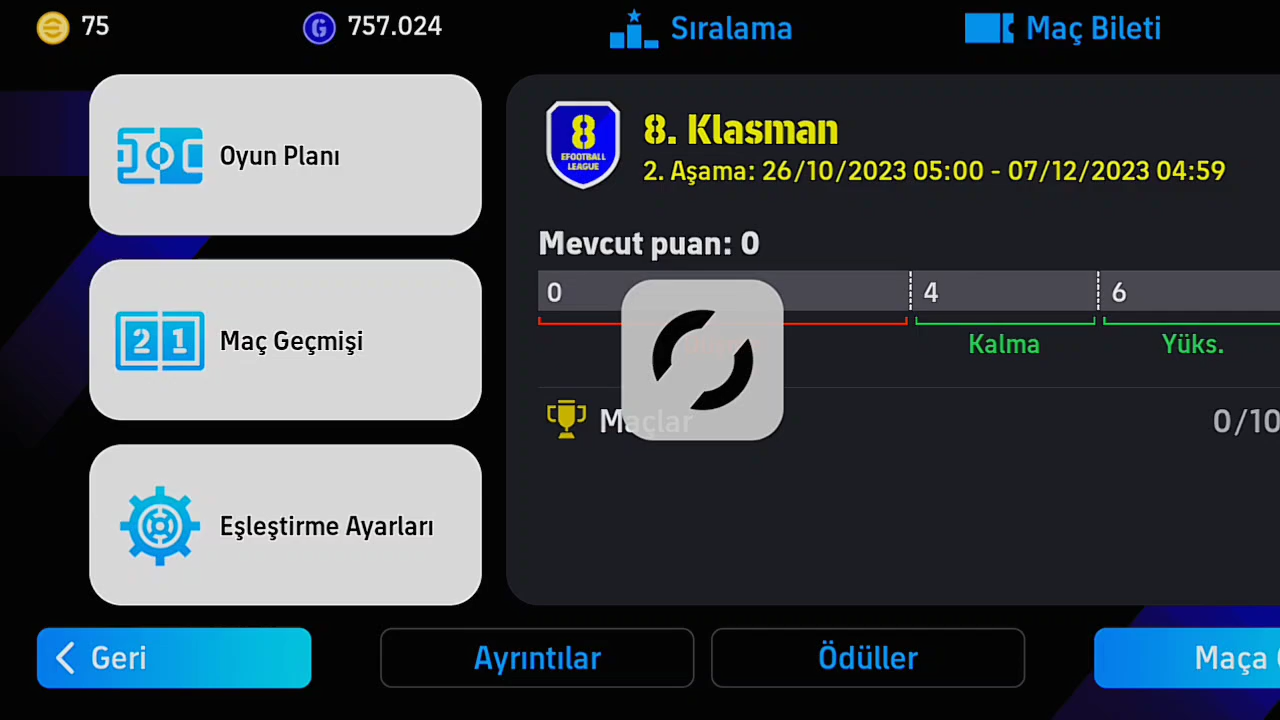 75
757.024
Sıralama
Maç Bileti
Oyun Planı
Maç Geçmişi
Eşleştirme Ayarları
8
EFOOTBALL
LEAGUE
8. Klasman
2. Aşama: 26/10/2023 05:00 - 07/12/2023 04:59
Mevcut puan: 0
0 4 6
Kalma Yüks.
Maçlar 0/10
Geri
Ayrıntılar
Ödüller
Maça